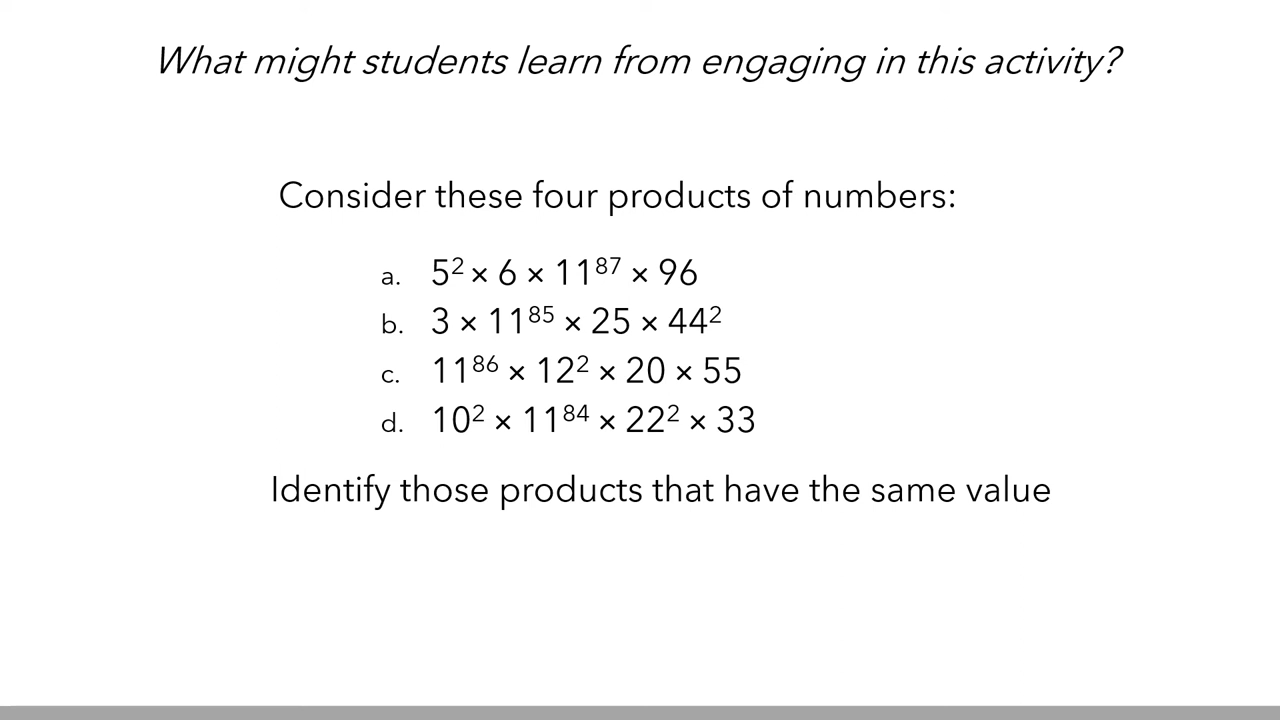 What might students learn from engaging in this activity?
Consider these four products of numbers:
a. 5² × 6 × 11⁸⁷ × 96
b. 3 × 11⁸⁵ × 25 × 44²
c. 11⁸⁶ × 12² × 20 × 55
d. 10² × 11⁸⁴ × 22² × 33
Identify those products that have the same value